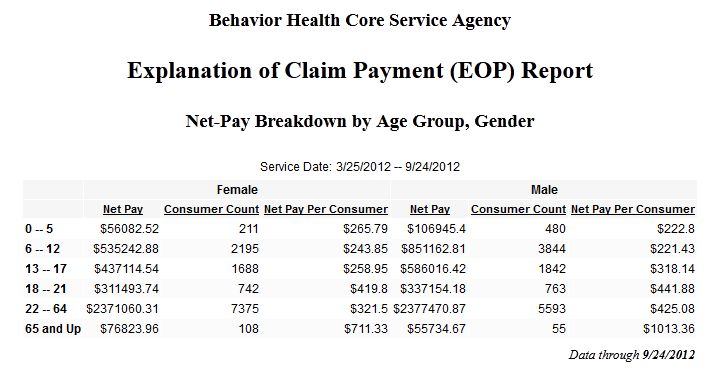 Behavior Health Core Service Agency
Explanation of Claim Payment (EOP) Report
Net-Pay Breakdown by Age Group, Gender
Service Date: 3/25/2012 -- 9/24/2012
Female Male
Net Pay Consumer Count Net Pay Per Consumer Net Pay Consumer Count Net Pay Per Consumer
0 -- 5 $56082.52 211 $265.79 $106945.4 480 $222.8
6 -- 12 $535242.88 2195 $243.85 $851162.81 3844 $221.43
13 -- 17 $437114.54 1688 $258.95 $586016.42 1842 $318.14
18 -- 21 $311493.74 742 $419.8 $337154.18 763 $441.88
22 -- 64 $2371060.31 7375 $321.5 $2377470.87 5593 $425.08
65 and Up $76823.96 108 $711.33 $55734.67 55 $1013.36
Data through 9/24/2012